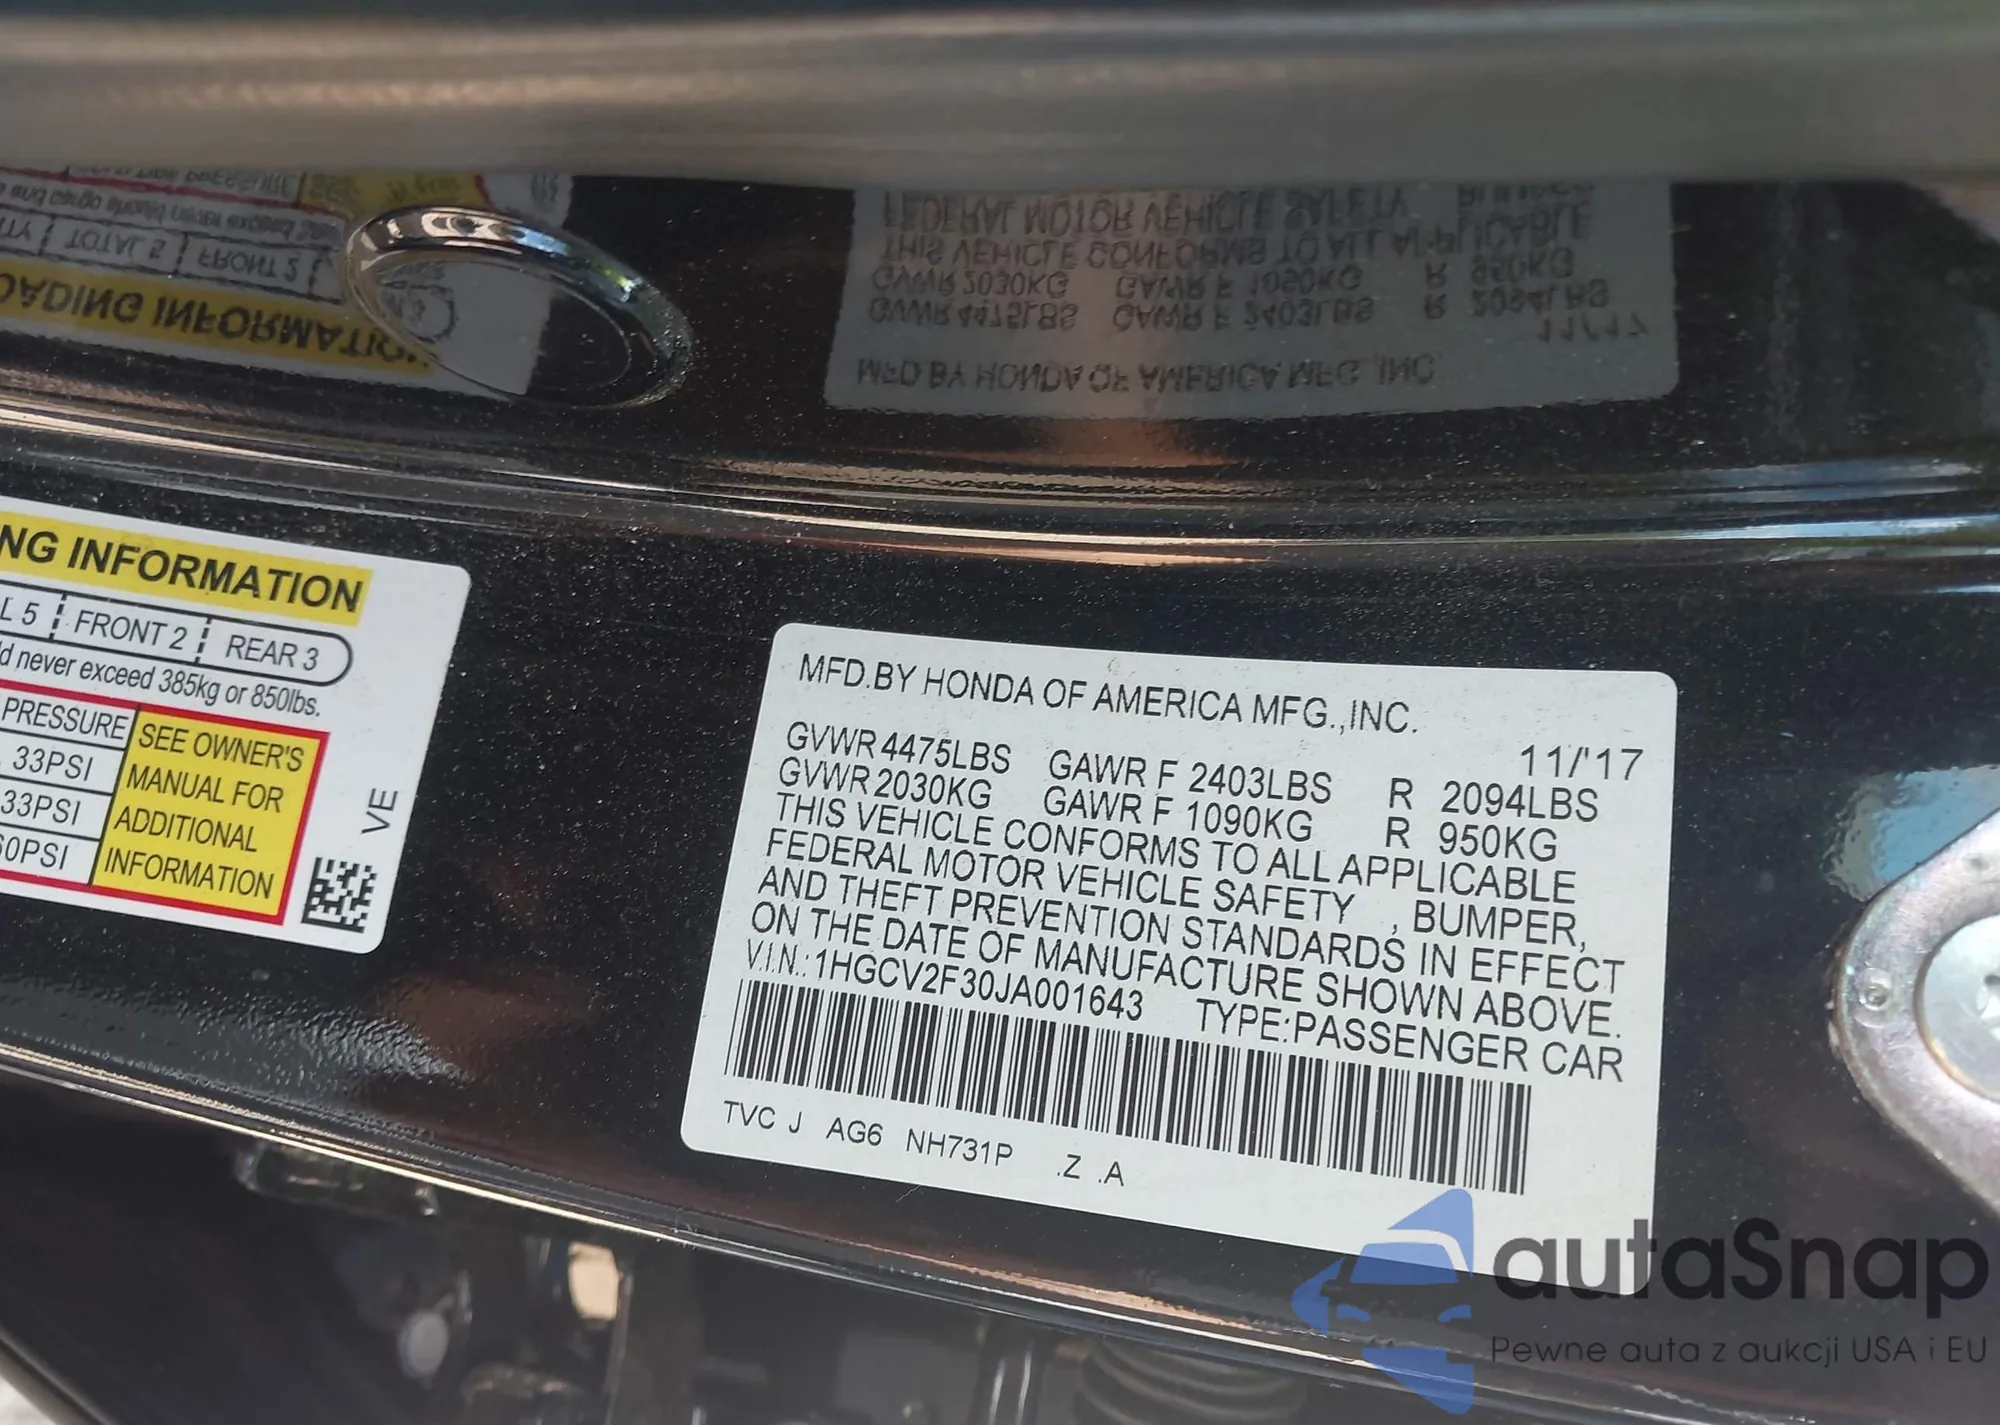 NG INFORMATION
L 5 FRONT 2 REAR 3
d never exceed 385kg or 850lbs.
PRESSURE
33PSI
33PSI
60PSI
SEE OWNER'S
MANUAL FOR
ADDITIONAL
INFORMATION
VE
MFD.BY HONDA OF AMERICA MFG.,INC.
11/'17
GVWR 4475LBS GAWR F 2403LBS R 2094LBS
GVWR 2030KG GAWR F 1090KG R 950KG
THIS VEHICLE CONFORMS TO ALL APPLICABLE
FEDERAL MOTOR VEHICLE SAFETY , BUMPER,
AND THEFT PREVENTION STANDARDS IN EFFECT
ON THE DATE OF MANUFACTURE SHOWN ABOVE.
V.I.N.: 1HGCV2F30JA001643 TYPE:PASSENGER CAR
TVC J AG6 NH731P .Z .A
autaSnap
Pewne auta z aukcji USA i EU